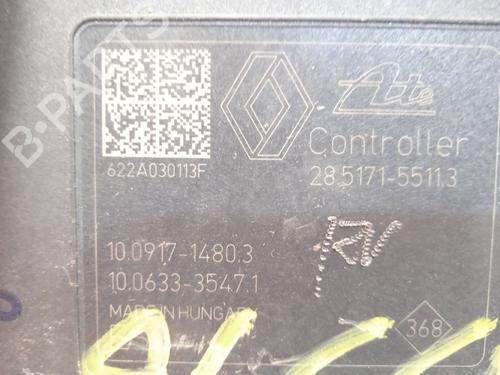 Ate
Controller
28.5171-5511.3
622A030113F
10.0917-1480.3
10.0633-3547.1
MADE IN HUNGARY
368
B-PARTS